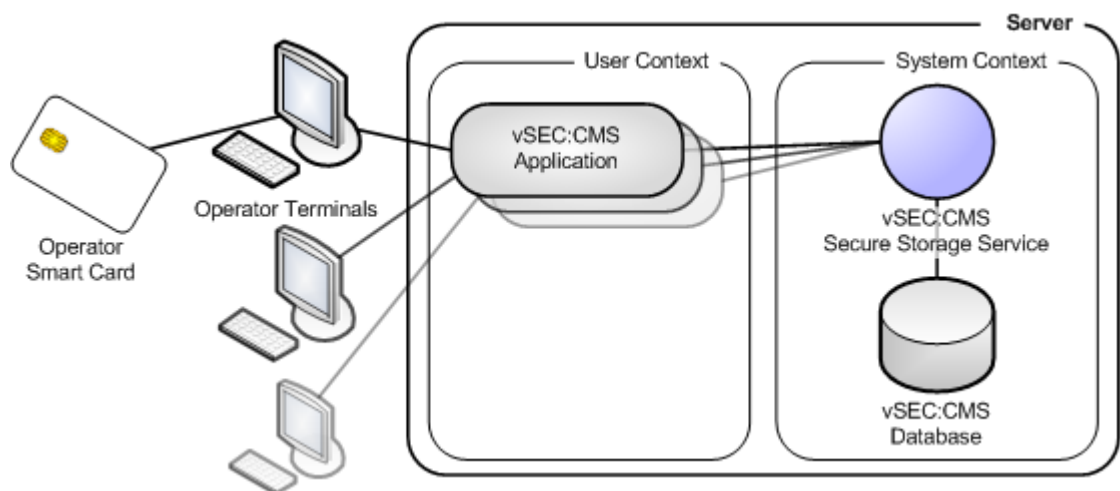 Server
User Context
System Context
vSEC:CMS
Application
Operator Terminals
Operator
Smart Card
vSEC:CMS
Secure Storage Service
vSEC:CMS
Database